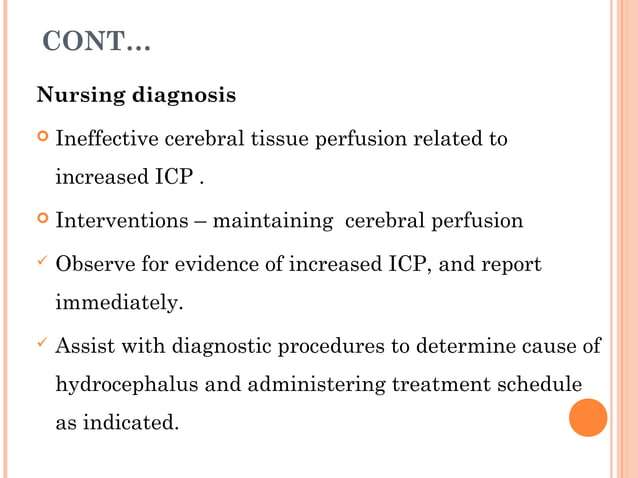 CONT…
Nursing diagnosis
Ineffective cerebral tissue perfusion related to
increased ICP .
Interventions – maintaining cerebral perfusion
Observe for evidence of increased ICP, and report
immediately.
Assist with diagnostic procedures to determine cause of
hydrocephalus and administering treatment schedule
as indicated.